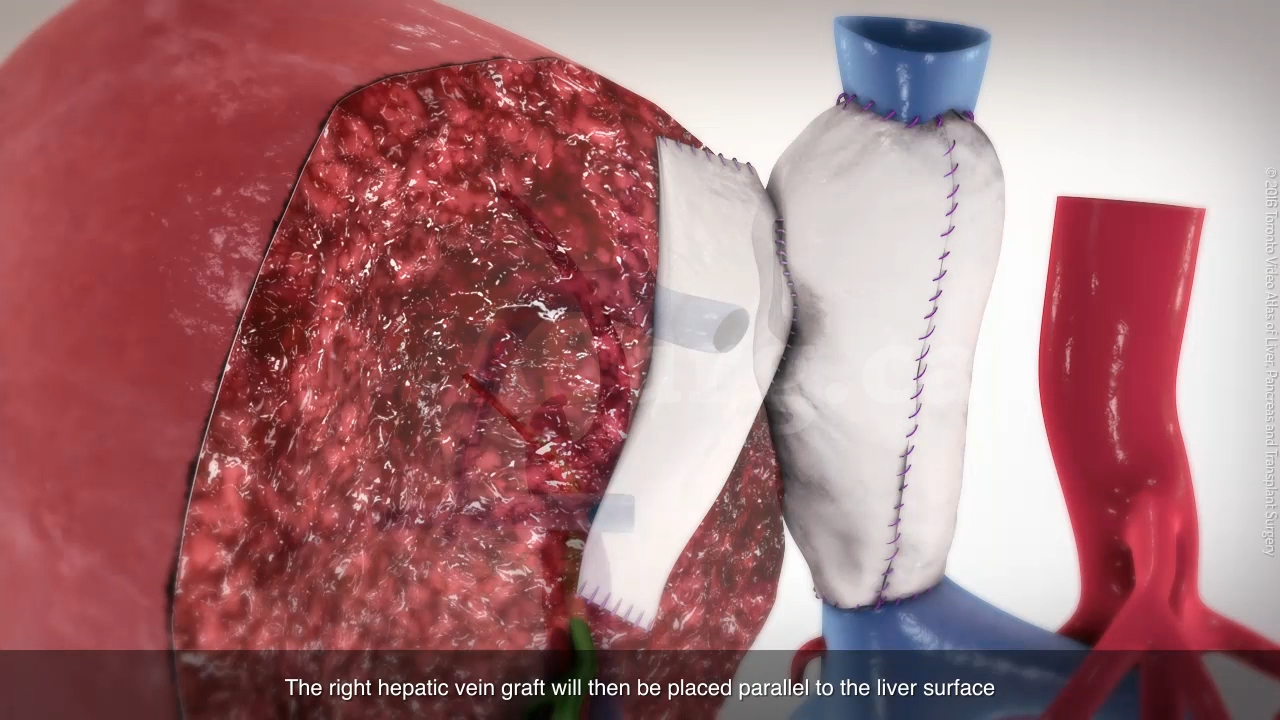 The right hepatic vein graft will then be placed parallel to the liver surface
© 2016 Toronto Video Atlas of Liver, Pancreas and Transplant Surgery